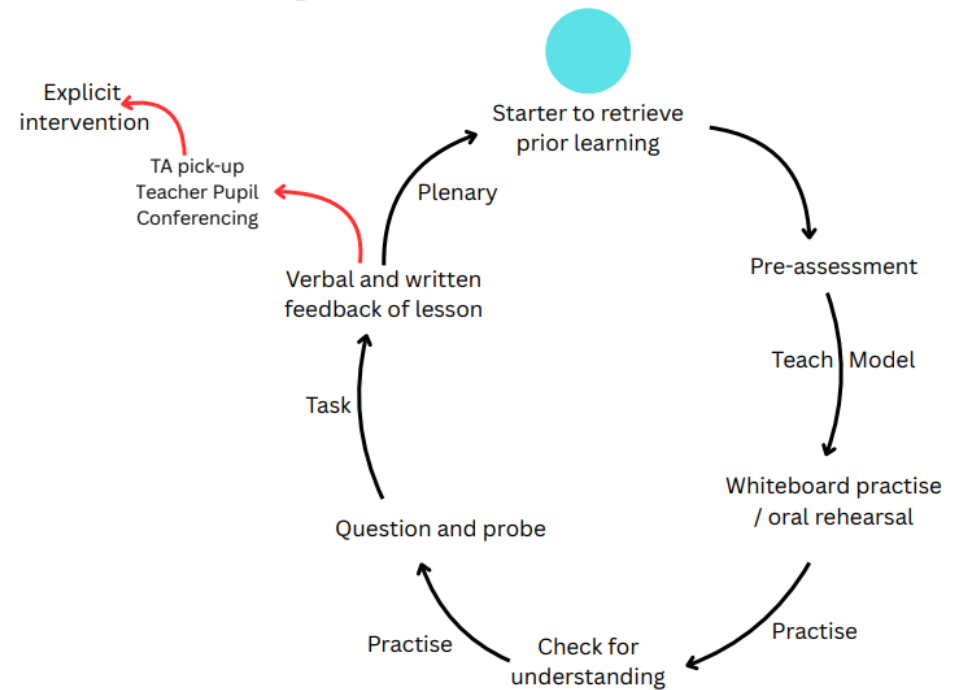 Starter to retrieve
prior learning
Pre-assessment
Teach
Model
Whiteboard practise
/ oral rehearsal
Practise
Check for
understanding
Practise
Question and probe
Task
Verbal and written
feedback of lesson
Plenary
TA pick-up
Teacher Pupil
Conferencing
Explicit
intervention